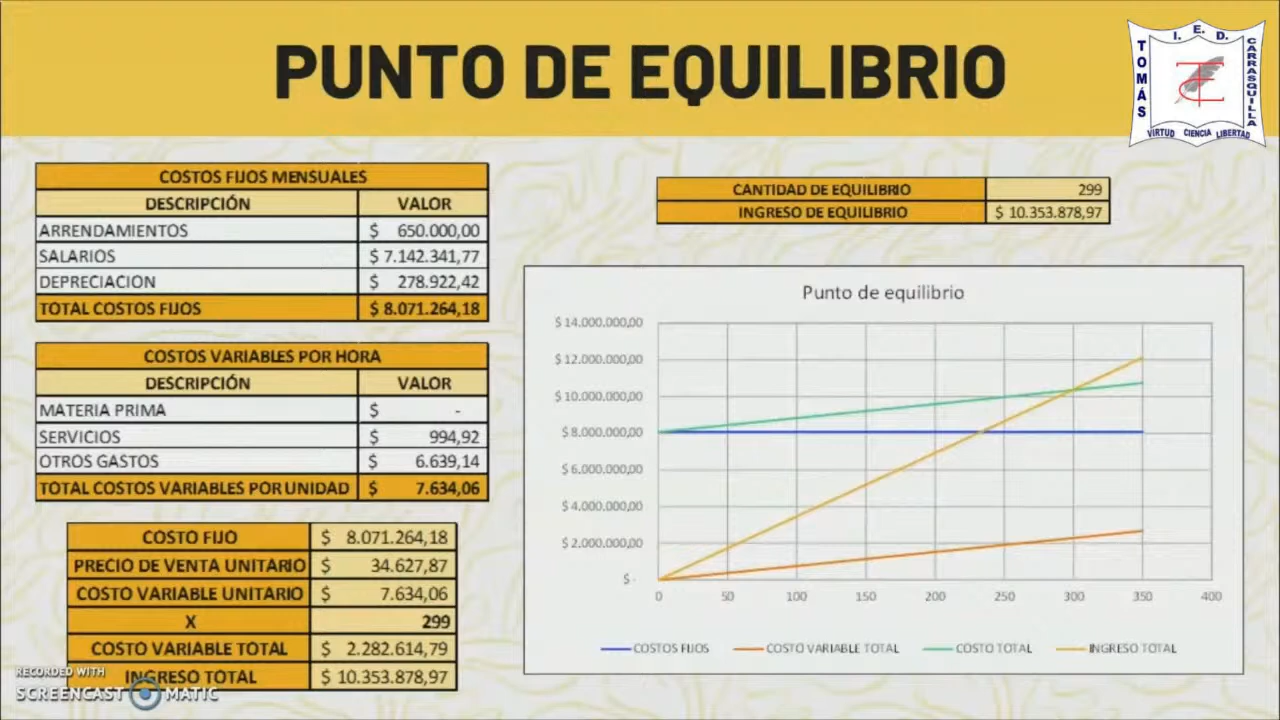 PUNTO DE EQUILIBRIO
I. E. D.
TOMÁS
CARRASQUILLA
VIRTUD CIENCIA LIBERTAD
COSTOS FIJOS MENSUALES
DESCRIPCIÓN VALOR
ARRENDAMIENTOS $ 650.000,00
SALARIOS $ 7.142.341,77
DEPRECIACION $ 278.922,42
TOTAL COSTOS FIJOS $ 8.071.264,18
COSTOS VARIABLES POR HORA
DESCRIPCIÓN VALOR
MATERIA PRIMA $ -
SERVICIOS $ 994,92
OTROS GASTOS $ 6.639,14
TOTAL COSTOS VARIABLES POR UNIDAD $ 7.634,06
COSTO FIJO $ 8.071.264,18
PRECIO DE VENTA UNITARIO $ 34.627,87
COSTO VARIABLE UNITARIO $ 7.634,06
X 299
COSTO VARIABLE TOTAL $ 2.282.614,79
INGRESO TOTAL $ 10.353.878,97
CANTIDAD DE EQUILIBRIO 299
INGRESO DE EQUILIBRIO $ 10.353.878,97
Punto de equilibrio
$ 14.000.000,00
$ 12.000.000,00
$ 10.000.000,00
$ 8.000.000,00
$ 6.000.000,00
$ 4.000.000,00
$ 2.000.000,00
$ -
0 50 100 150 200 250 300 350 400
COSTOS FIJOS COSTO VARIABLE TOTAL COSTO TOTAL INGRESO TOTAL
RECORDED WITH
SCREENCAST MATIC